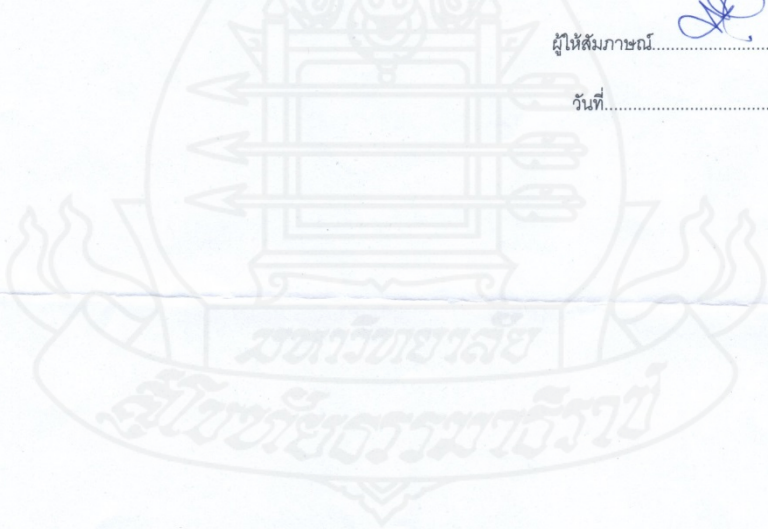 ผู้ให้สัมภาษณ์..........................
วันที่....................................
มหาวิทยาลัย
สุโขทัยธรรมาธิราช